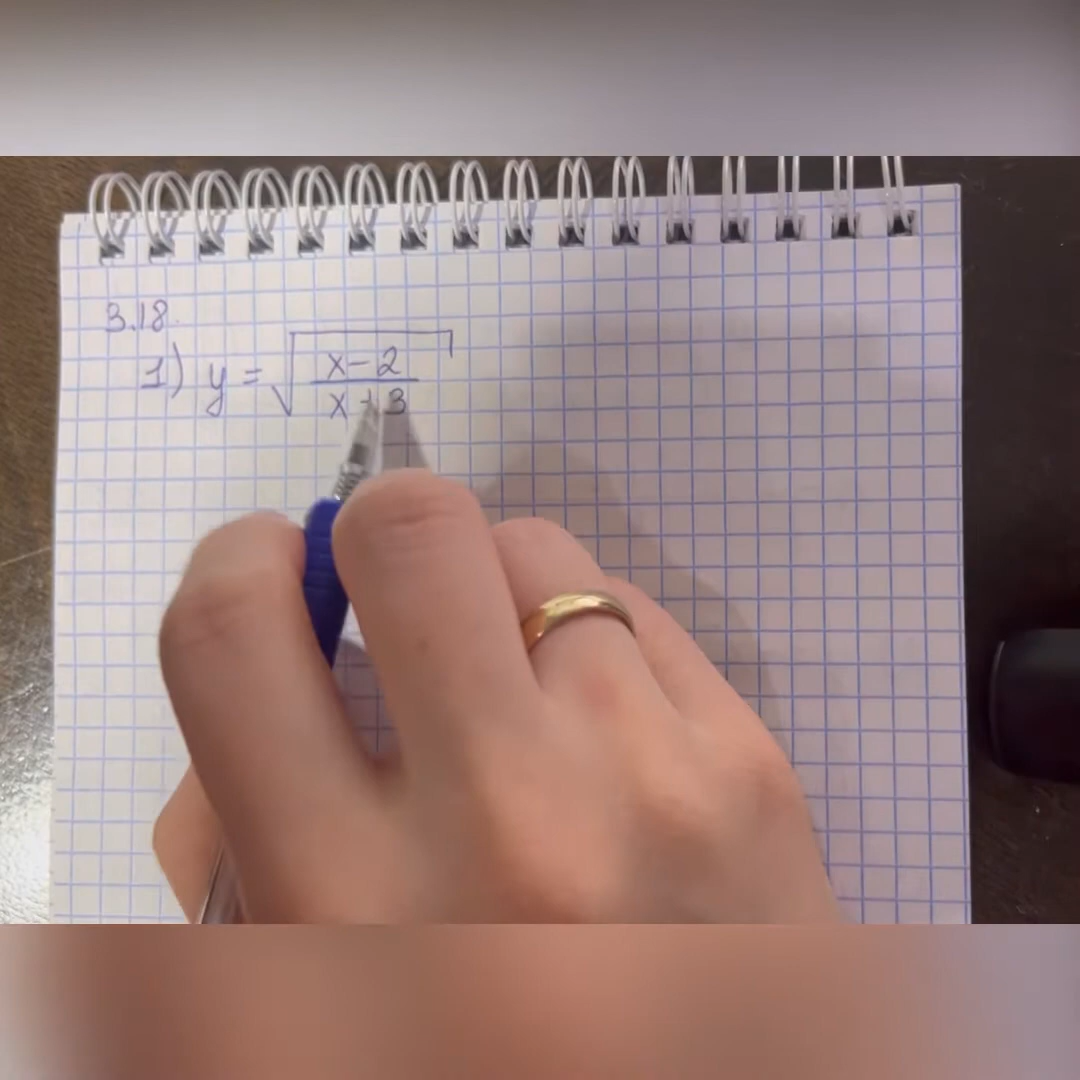 3.18.
1) y = √((x-2)/(x+3))